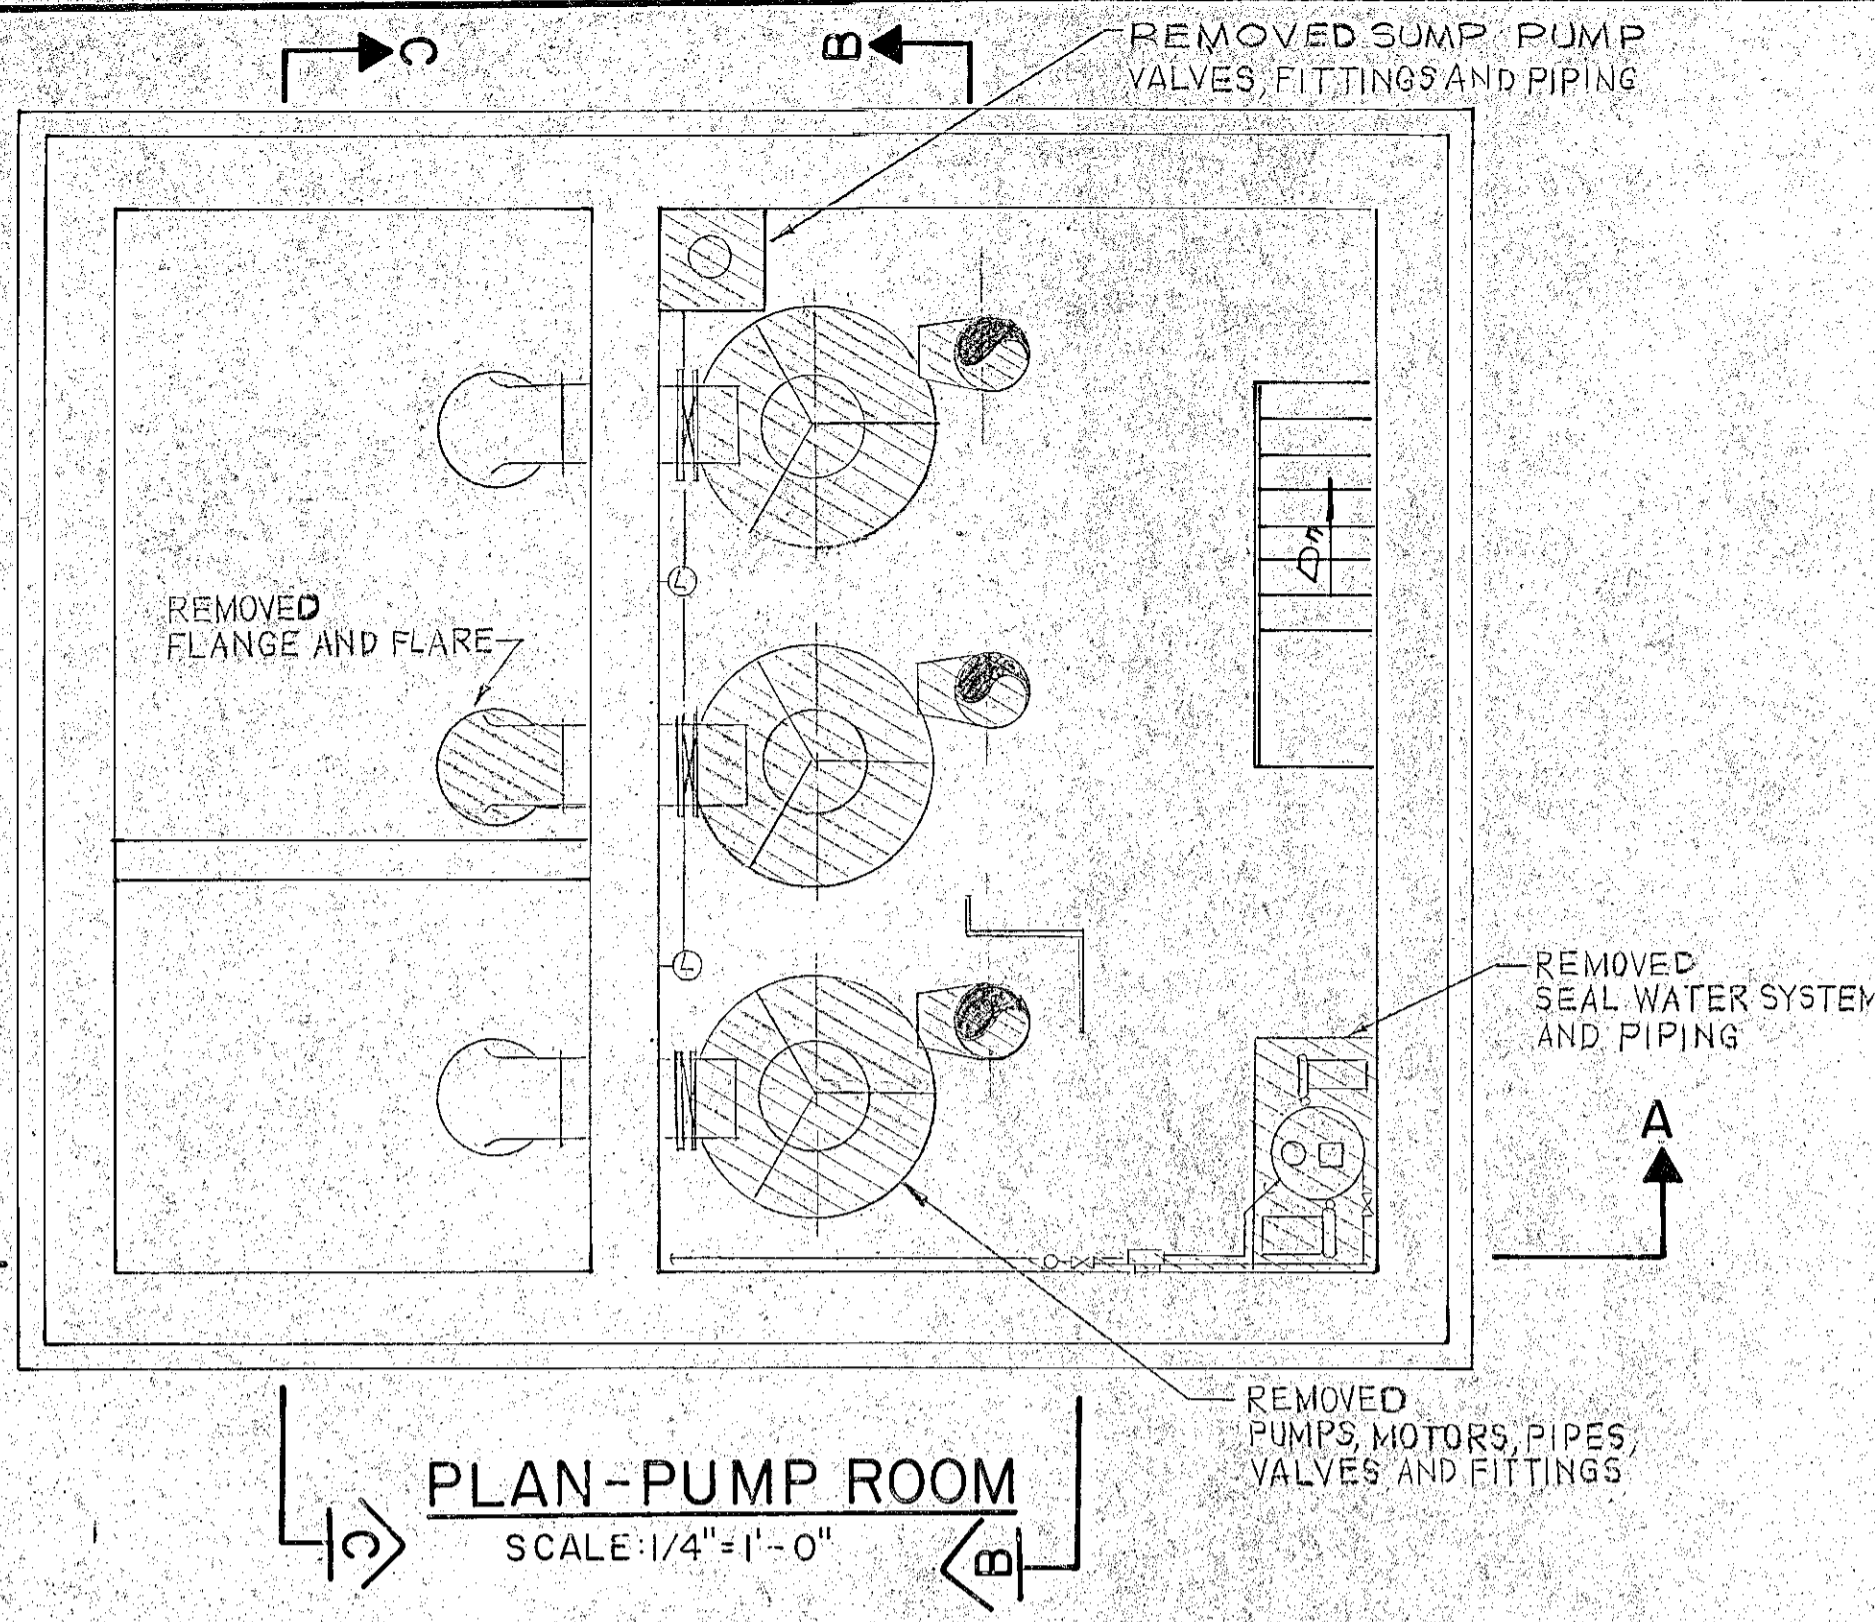 C
B
REMOVED SUMP PUMP
VALVES, FITTINGS AND PIPING
REMOVED
FLANGE AND FLARE
Dn
L
L
REMOVED
SEAL WATER SYSTEM
AND PIPING
A
REMOVED
PUMPS, MOTORS, PIPES,
VALVES AND FITTINGS
PLAN-PUMP ROOM
SCALE: 1/4"=1'-0"
C
B